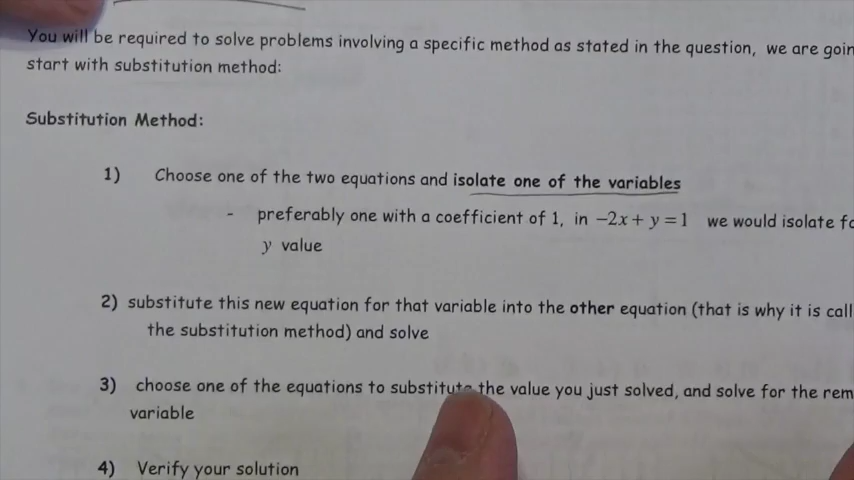 You will be required to solve problems involving a specific method as stated in the question, we are goin
start with substitution method:
Substitution Method:
1) Choose one of the two equations and isolate one of the variables
- preferably one with a coefficient of 1, in −2x + y = 1 we would isolate fo
y value
2) substitute this new equation for that variable into the other equation (that is why it is call
the substitution method) and solve
3) choose one of the equations to substitute the value you just solved, and solve for the rem
variable
4) Verify your solution